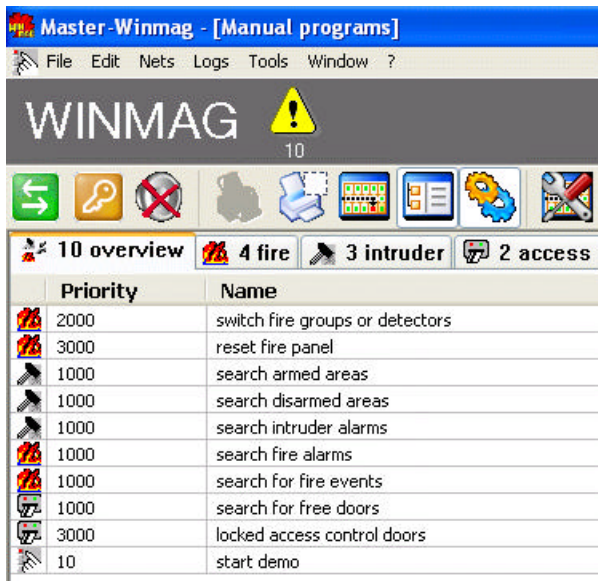 Master-Winmag - [Manual programs]
File Edit Nets Logs Tools Window ?
WINMAG
10
10 overview 4 fire 3 intruder 2 access
Priority Name
2000 switch fire groups or detectors
3000 reset fire panel
1000 search armed areas
1000 search disarmed areas
1000 search intruder alarms
1000 search fire alarms
1000 search for fire events
1000 search for free doors
3000 locked access control doors
10 start demo